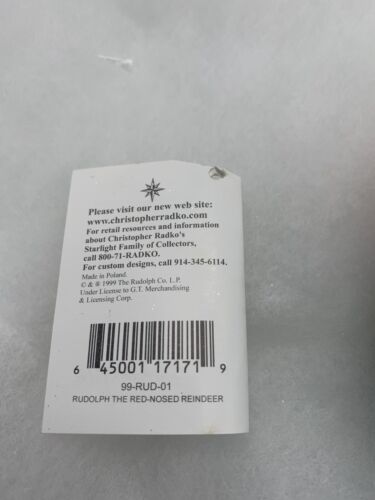 Please visit our new web site:
www.christopherradko.com
For retail resources and information
about Christopher Radko's
Starlight Family of Collectors,
call 800-71-RADKO.
For custom designs, call 914-345-6114.
Made in Poland.
© & ® 1999 The Rudolph Co. L.P.
Under License to G.T. Merchandising
& Licensing Corp.
6 45001 17171 9
99-RUD-01
RUDOLPH THE RED-NOSED REINDEER